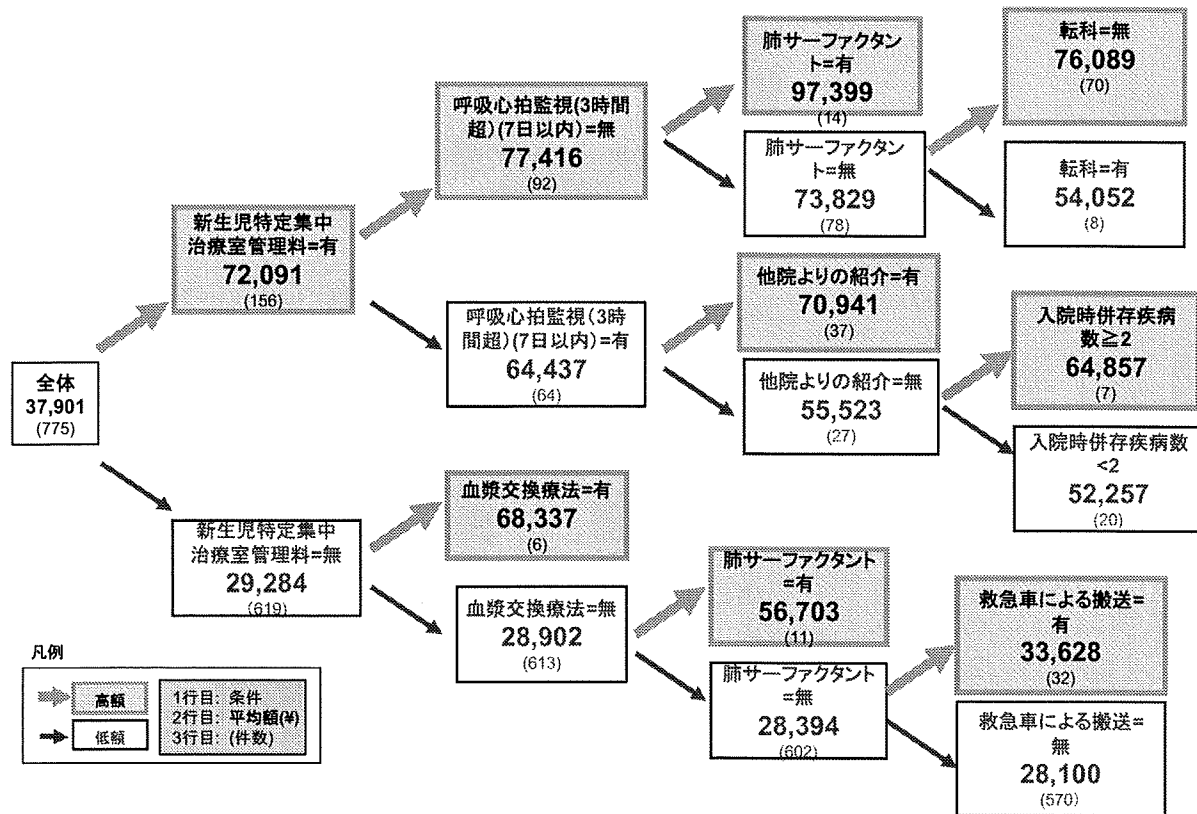 全体
37,901
(775)
新生児特定集中
治療室管理料=有
72,091
(156)
新生児特定集中
治療室管理料=無
29,284
(619)
呼吸心拍監視(3時間
超)(7日以内)=無
77,416
(92)
呼吸心拍監視(3時
間超)(7日以内)=有
64,437
(64)
血漿交換療法=有
68,337
(6)
血漿交換療法=無
28,902
(613)
肺サーファクタン
ト=有
97,399
(14)
肺サーファクタン
ト=無
73,829
(78)
他院よりの紹介=有
70,941
(37)
他院よりの紹介=無
55,523
(27)
肺サーファクタント
=有
56,703
(11)
肺サーファクタント
=無
28,394
(602)
転科=無
76,089
(70)
転科=有
54,052
(8)
入院時併存疾病
数≧2
64,857
(7)
入院時併存疾病数
<2
52,257
(20)
救急車による搬送=
有
33,628
(32)
救急車による搬送=
無
28,100
(570)
凡例
高額
低額
1行目: 条件
2行目: 平均額(¥)
3行目: (件数)